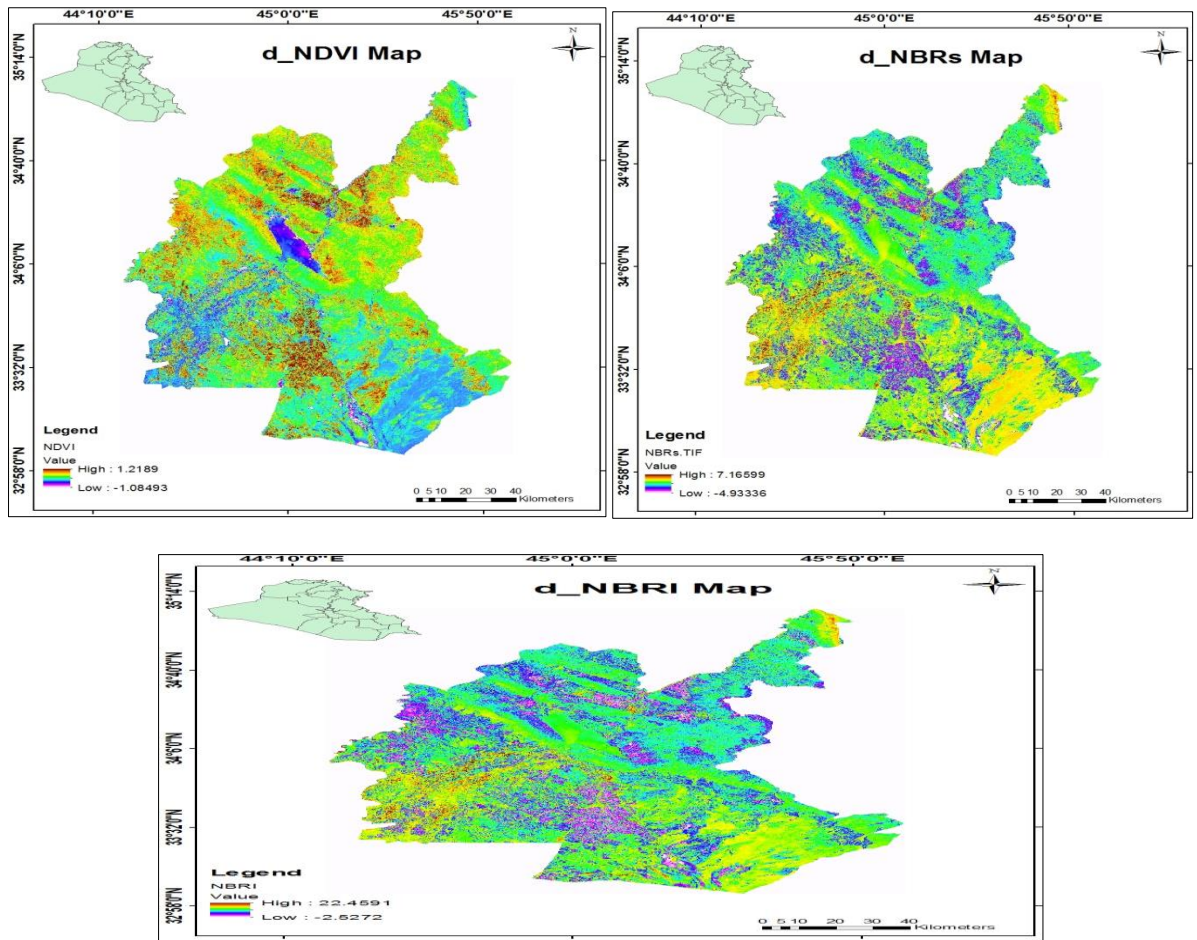 44°10'0"E 45°0'0"E 45°50'0"E
d_NDVI Map
N
35°14'0"N
34°40'0"N
34°6'0"N
33°32'0"N
32°58'0"N
Legend
NDVI
Value
High : 1.2189
Low : -1.08493
0 5 10 20 30 40
Kilometers
44°10'0"E 45°0'0"E 45°50'0"E
d_NBRs Map
N
35°14'0"N
34°40'0"N
34°6'0"N
33°32'0"N
32°58'0"N
Legend
NBRs.TIF
Value
High : 7.16599
Low : -4.93336
0 5 10 20 30 40
Kilometers
44°10'0"E 45°0'0"E 45°50'0"E
d_NBRI Map
N
35°14'0"N
34°40'0"N
34°6'0"N
33°32'0"N
32°58'0"N
Legend
NBRI
Value
High : 22.4591
Low : -2.5272
0 5 10 20 30 40
Kilometers